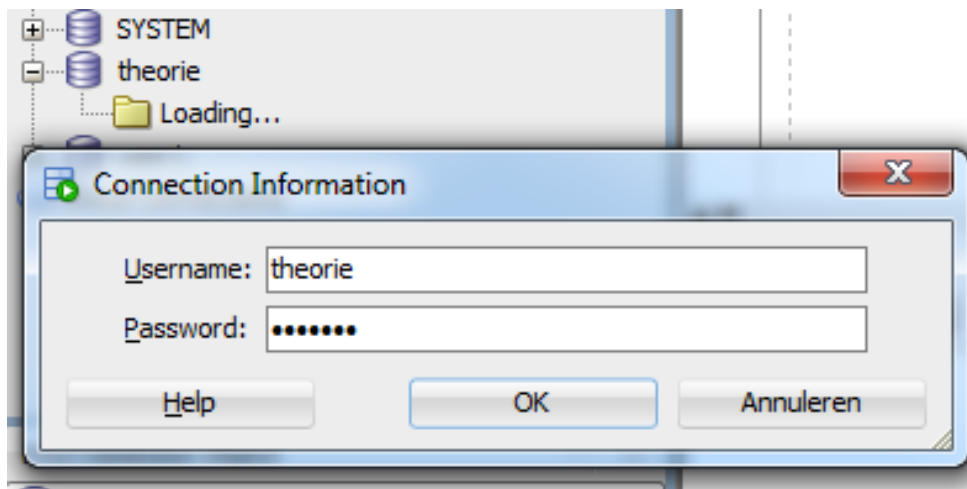 SYSTEM
theorie
Loading...
Connection Information
Username: theorie
Password: •••••••
Help OK Annuleren